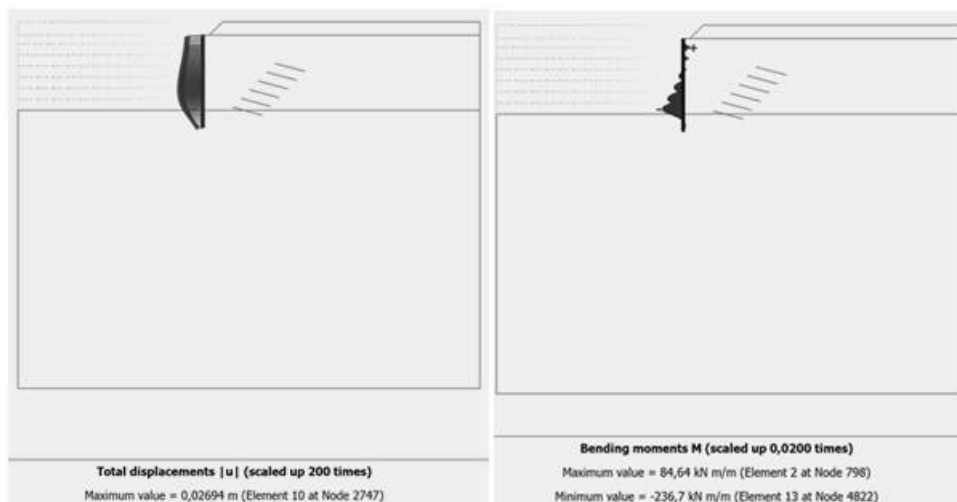 Total displacements |u| (scaled up 200 times)
Maximum value = 0,02694 m (Element 10 at Node 2747)
Bending moments M (scaled up 0,0200 times)
Maximum value = 84,64 kN m/m (Element 2 at Node 798)
Minimum value = -236,7 kN m/m (Element 13 at Node 4822)